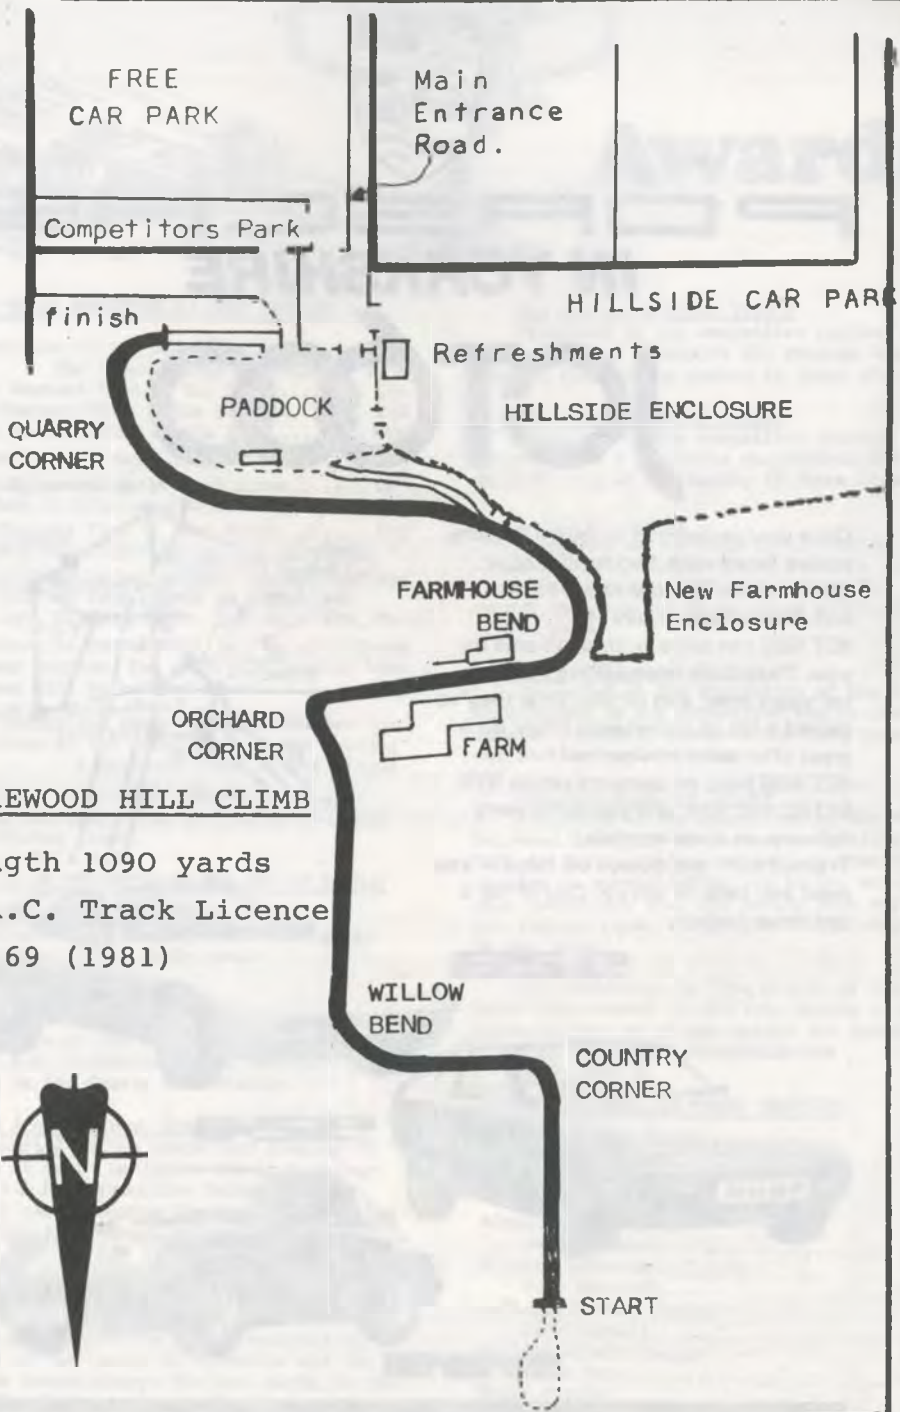 FREE
CAR PARK
Main
Entrance
Road.
Competitors Park
HILLSIDE CAR PARK
finish
Refreshments
PADDOCK
HILLSIDE ENCLOSURE
QUARRY
CORNER
FARMHOUSE
BEND
New Farmhouse
Enclosure
ORCHARD
CORNER
FARM
EWOOD HILL CLIMB
gth 1090 yards
.C. Track Licence
69 (1981)
WILLOW
BEND
COUNTRY
CORNER
N
START